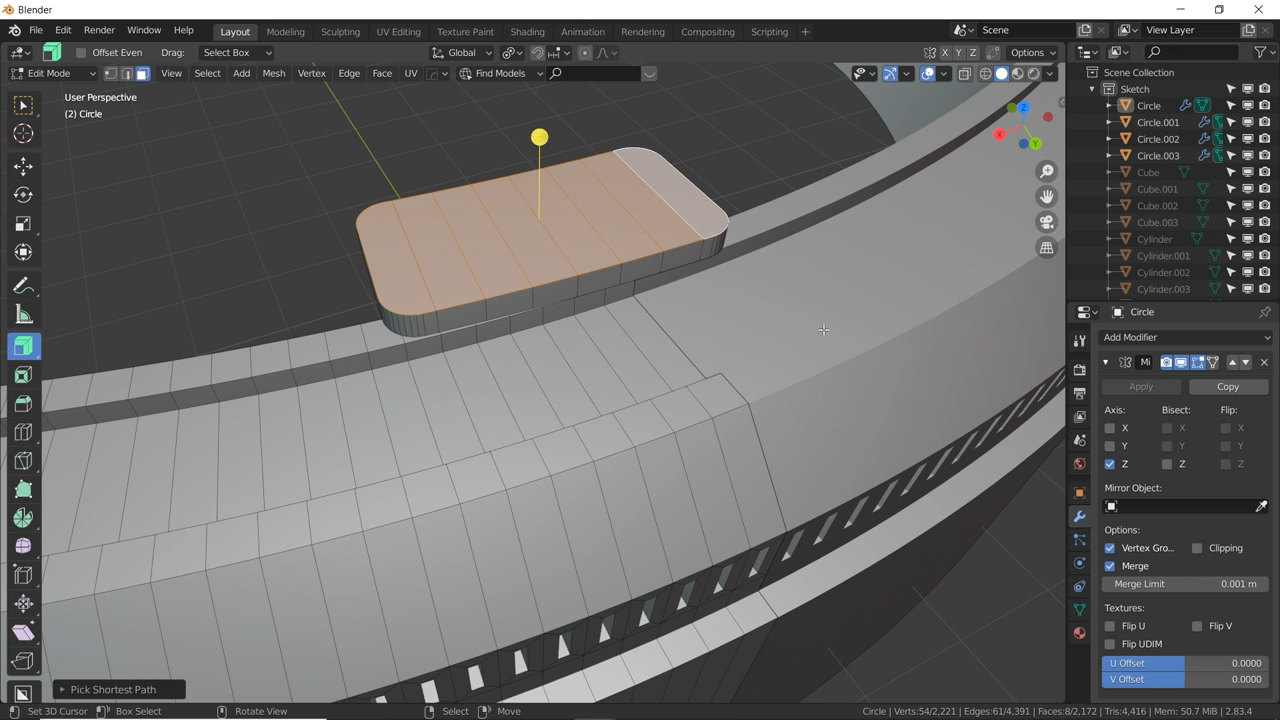 Blender
File Edit Render Window Help Layout Modeling Sculpting UV Editing Texture Paint Shading Animation Rendering Compositing Scripting + Scene View Layer
Offset Even Drag: Select Box Global X Y Z Options
Edit Mode View Select Add Mesh Vertex Edge Face UV Find Models
User Perspective
(2) Circle
Z
X
Y
Scene Collection
Sketch
Circle
Circle.001
Circle.002
Circle.003
Cube
Cube.001
Cube.002
Cube.003
Cylinder
Cylinder.001
Cylinder.002
Cylinder.003
Circle
Add Modifier
Mi
Apply Copy
Axis: Bisect: Flip:
X X X
Y Y Y
Z Z Z
Mirror Object:
Options:
Vertex Gro... Clipping
Merge
Merge Limit 0.001 m
Textures:
Flip U Flip V
Flip UDIM
U Offset 0.0000
V Offset 0.0000
Pick Shortest Path
Set 3D Cursor Box Select Rotate View Select Move Circle | Verts:54/2,221 | Edges:61/4,391 | Faces:8/2,172 | Tris:4,416 | Mem: 50.7 MiB | 2.83.4